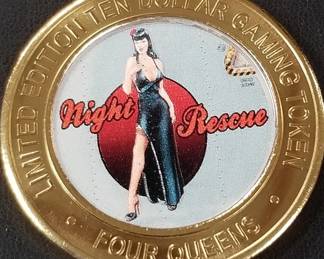 LIMITED EDITION TEN DOLLAR GAMING TOKEN
Night Rescue
• FOUR QUEENS •